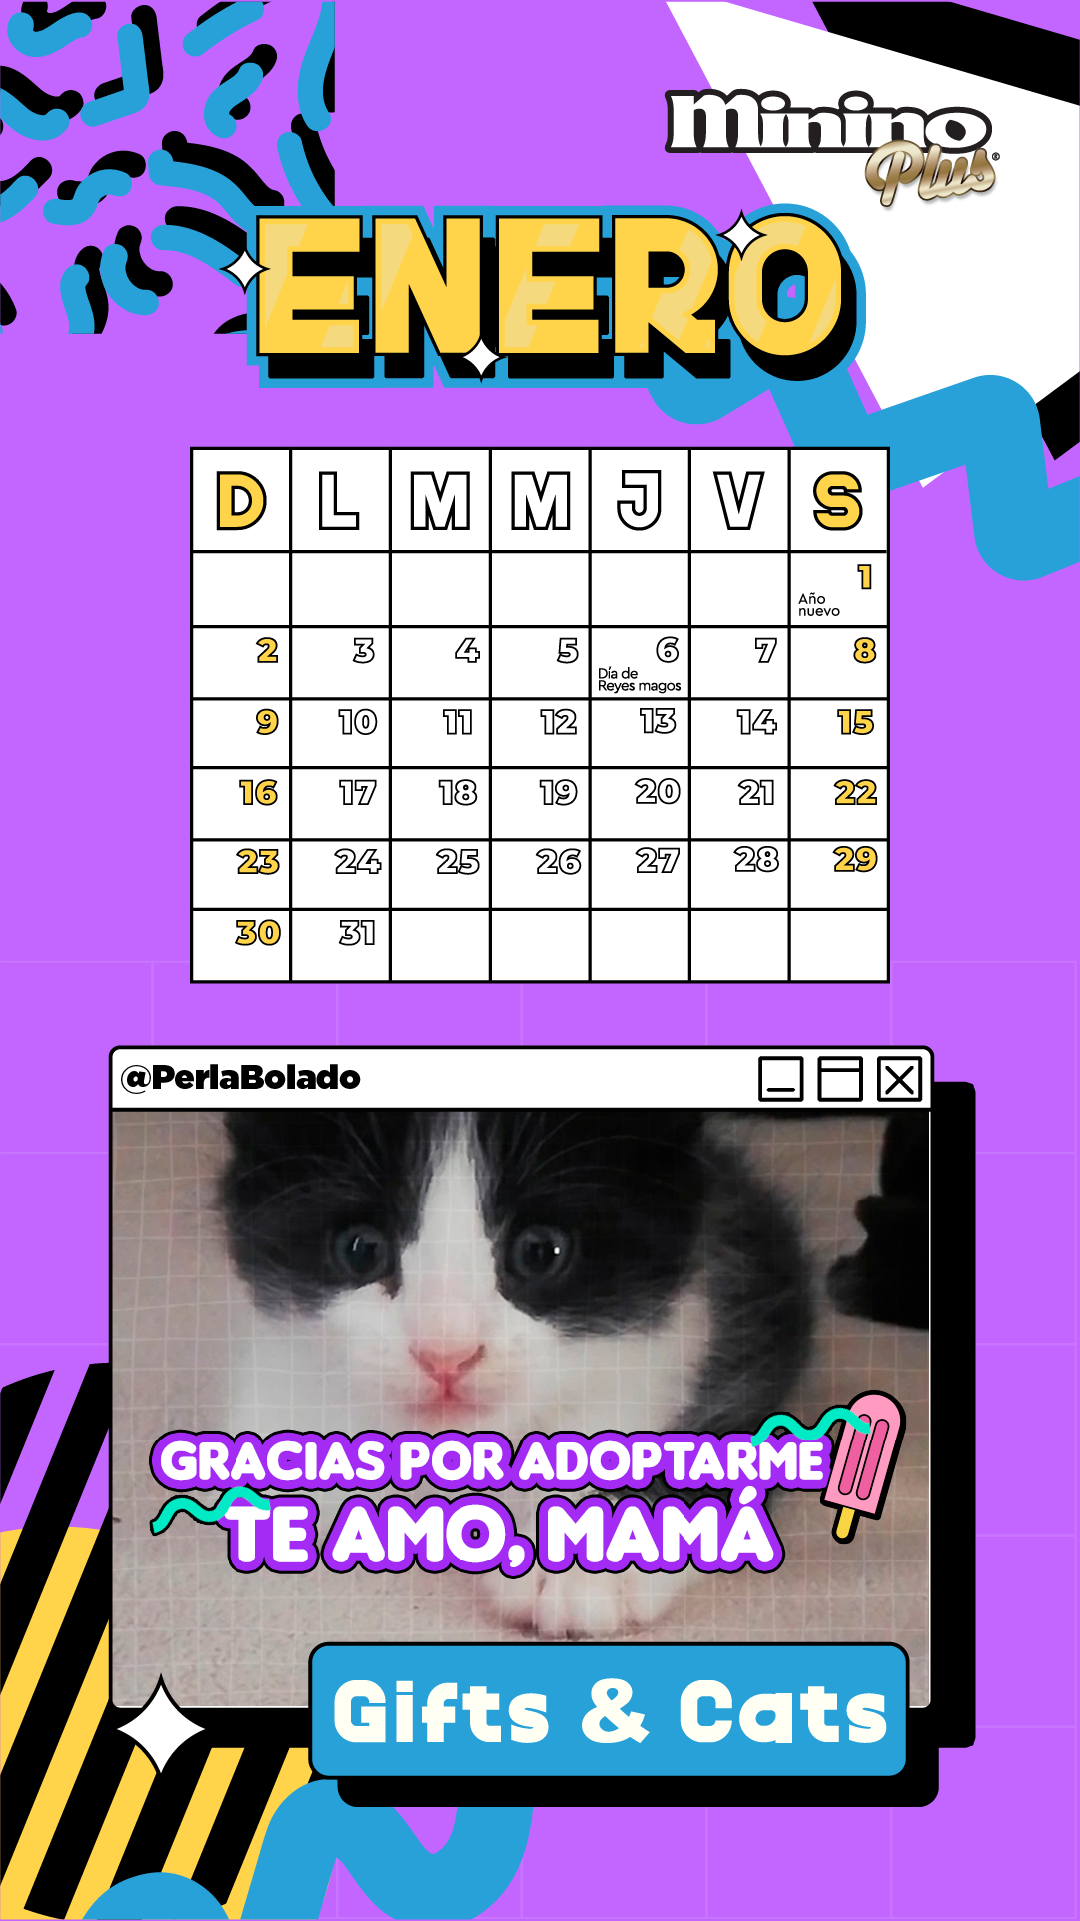 Minino
Plus®
ENERO
D L M M J V S
1
Año
nuevo
2 3 4 5 6 7 8
Día de
Reyes magos
9 10 11 12 13 14 15
16 17 18 19 20 21 22
23 24 25 26 27 28 29
30 31
@PerlaBolado
GRACIAS POR ADOPTARME
TE AMO, MAMÁ
Gifts & Cats